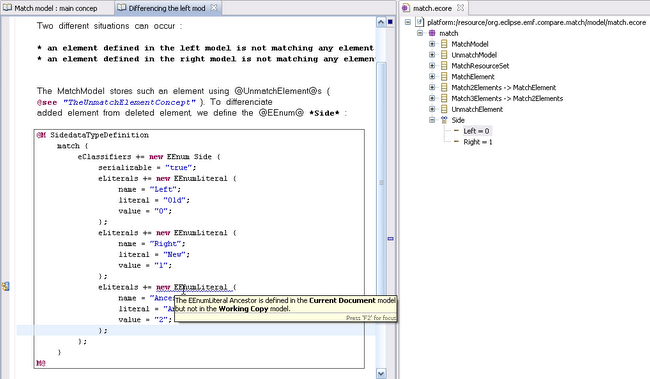 Match model : main concep
Differencing the left mod
Two different situations can occur :
* an element defined in the left model is not matching any element
* an element defined in the right model is not matching any elemen
The MatchModel stores such an element using @UnmatchElement@s (
@see "TheUnmatchElementConcept" ). To differenciate
added element from deleted element, we define the @EEnum@ *Side* :
@M SidedataTypeDefinition
match {
eClassifiers += new EEnum Side {
serializable = "true";
eLiterals += new EEnumLiteral {
name = "Left";
literal = "Old";
value = "0";
};
eLiterals += new EEnumLiteral {
name = "Right";
literal = "New";
value = "1";
};
eLiterals += new EEnumLiteral {
name = "Ance
literal = "A
value = "2";
};
};
}
M@
The EEnumLiteral Ancestor is defined in the Current Document model
but not in the Working Copy model.
Press 'F2' for focus
match.ecore
platform:/resource/org.eclipse.emf.compare.match/model/match.ecore
match
MatchModel
UnmatchModel
MatchResourceSet
MatchElement
Match2Elements -> MatchElement
Match3Elements -> Match2Elements
UnmatchElement
Side
Left = 0
Right = 1